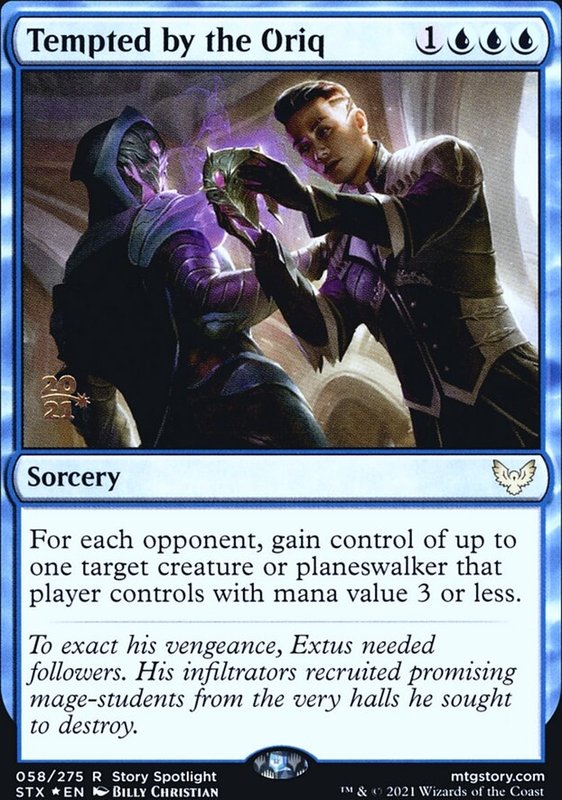 Tempted by the Oriq 1
20
21
Sorcery
For each opponent, gain control of up to
one target creature or planeswalker that
player controls with mana value 3 or less.
To exact his vengeance, Extus needed
followers. His infiltrators recruited promising
mage-students from the very halls he sought
to destroy.
058/275 R Story Spotlight mtgstory.com
STX ★ EN Billy Christian ™ & © 2021 Wizards of the Coast